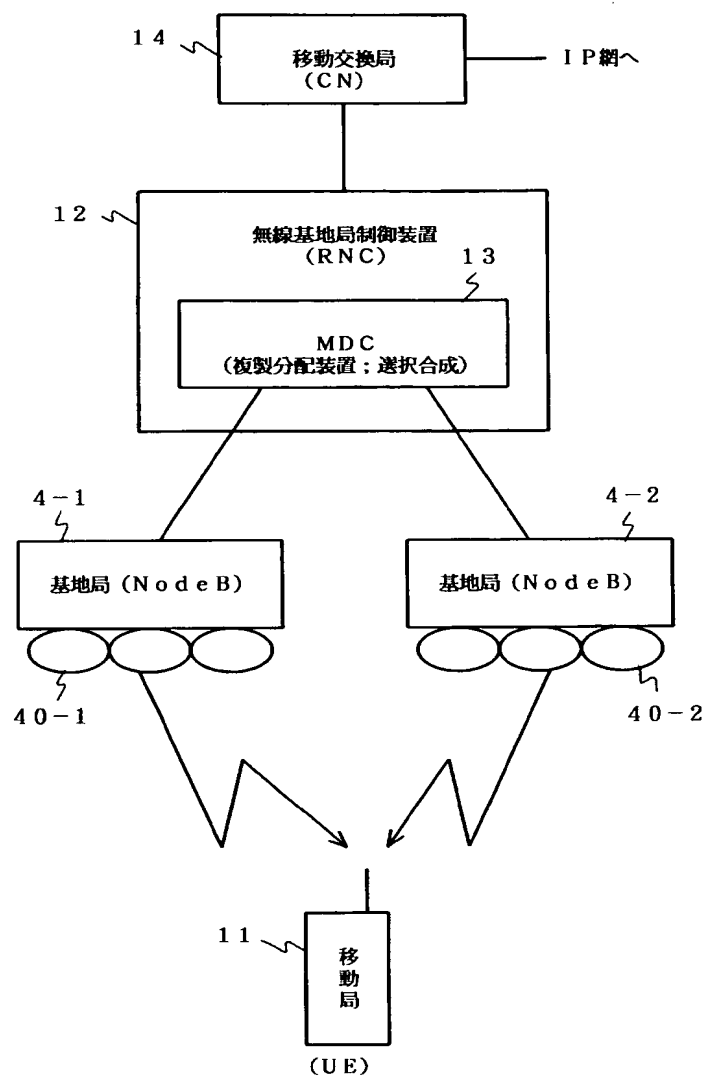 14
移動交換局
(CN)
IP網へ
12
無線基地局制御装置
(RNC)
13
MDC
(複製分配装置;選択合成)
4-1
4-2
基地局(NodeB)
基地局(NodeB)
40-1
40-2
11
移動局
(UE)